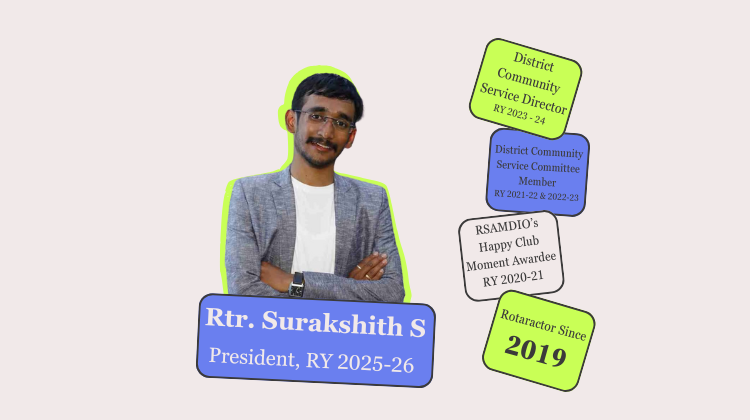 District
Community
Service Director
RY 2023 - 24
District Community
Service Committee
Member
RY 2021-22 & 2022-23
RSAMDIO's
Happy Club
Moment Awardee
RY 2020-21
Rotaractor Since
2019
Rtr. Surakshith S
President, RY 2025-26